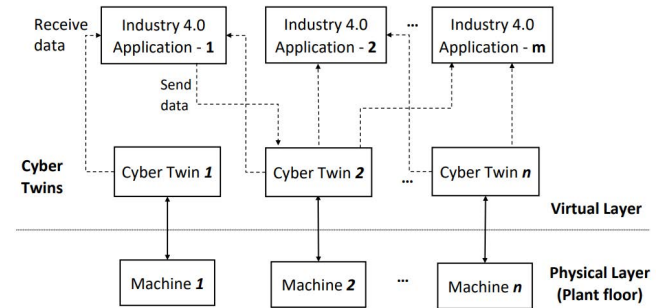 Receive
data
Industry 4.0
Application - 1
Industry 4.0
Application - 2
...
Industry 4.0
Application - m
Send
data
Cyber
Twins
Cyber Twin 1
Cyber Twin 2
...
Cyber Twin n
Virtual Layer
Machine 1
Machine 2
...
Machine n
Physical Layer
(Plant floor)